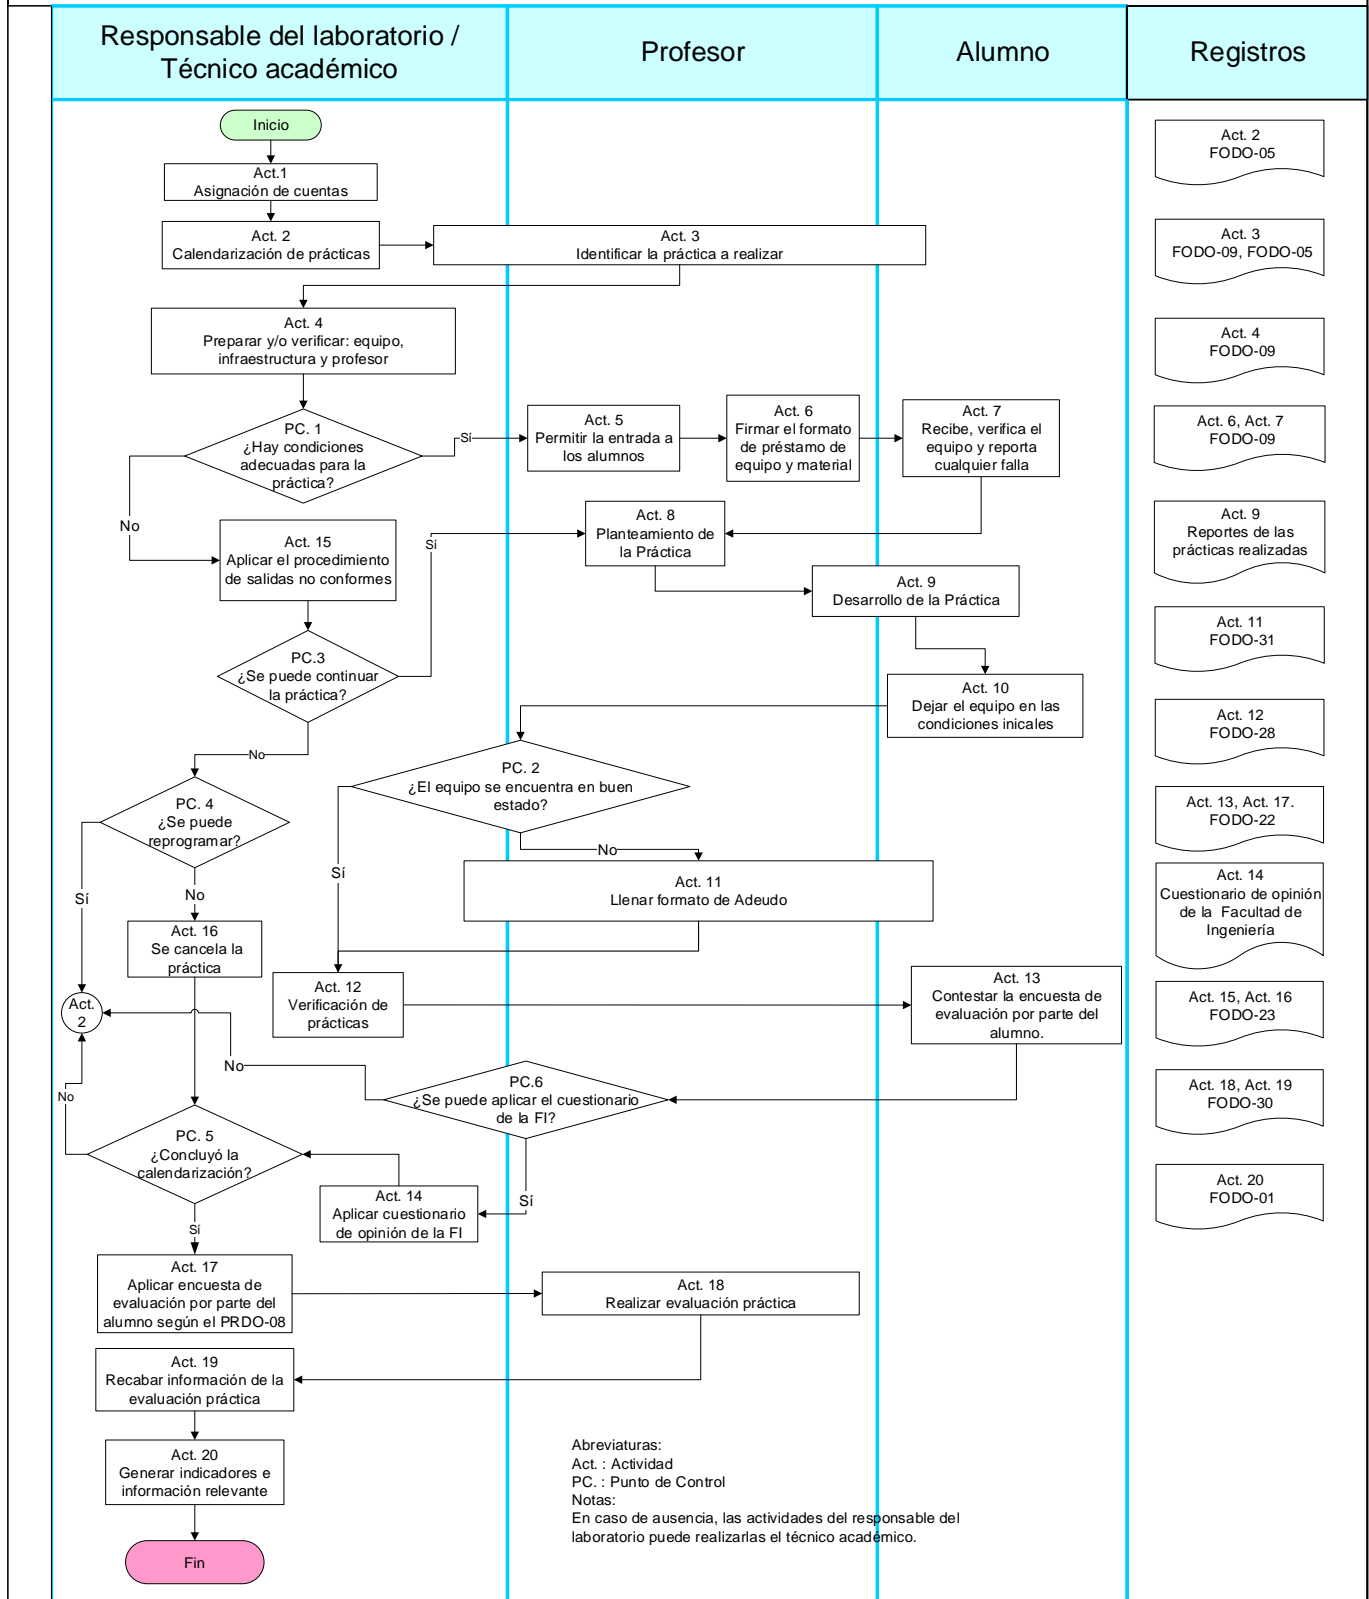 Responsable del laboratorio /
Técnico académico
Profesor
Alumno
Registros
Inicio
Act.1
Asignación de cuentas
Act. 2
Calendarización de prácticas
Act. 3
Identificar la práctica a realizar
Act. 4
Preparar y/o verificar: equipo,
infraestructura y profesor
PC. 1
¿Hay condiciones
adecuadas para la
práctica?
Sí
No
Act. 5
Permitir la entrada a
los alumnos
Act. 6
Firmar el formato
de préstamo de
equipo y material
Act. 7
Recibe, verifica el
equipo y reporta
cualquier falla
Act. 15
Aplicar el procedimiento
de salidas no conformes
Sí
Act. 8
Planteamiento de
la Práctica
Act. 9
Desarrollo de la Práctica
PC.3
¿Se puede continuar
la práctica?
No
Act. 10
Dejar el equipo en las
condiciones inicales
PC. 2
¿El equipo se encuentra en buen
estado?
Sí
No
PC. 4
¿Se puede
reprogramar?
Sí
No
Act. 11
Llenar formato de Adeudo
Act. 16
Se cancela la
práctica
Act.
2
Act. 12
Verificación de
prácticas
Act. 13
Contestar la encuesta de
evaluación por parte del
alumno.
No
No
PC.6
¿Se puede aplicar el cuestionario
de la FI?
Sí
PC. 5
¿Concluyó la
calendarización?
Sí
Act. 14
Aplicar cuestionario
de opinión de la FI
Act. 17
Aplicar encuesta de
evaluación por parte del
alumno según el PRDO-08
Act. 18
Realizar evaluación práctica
Act. 19
Recabar información de la
evaluación práctica
Act. 20
Generar indicadores e
información relevante
Fin
Abreviaturas:
Act. : Actividad
PC. : Punto de Control
Notas:
En caso de ausencia, las actividades del responsable del
laboratorio puede realizarlas el técnico académico.
Act. 2
FODO-05
Act. 3
FODO-09, FODO-05
Act. 4
FODO-09
Act. 6, Act. 7
FODO-09
Act. 9
Reportes de las
prácticas realizadas
Act. 11
FODO-31
Act. 12
FODO-28
Act. 13, Act. 17.
FODO-22
Act. 14
Cuestionario de opinión
de la Facultad de
Ingeniería
Act. 15, Act. 16
FODO-23
Act. 18, Act. 19
FODO-30
Act. 20
FODO-01